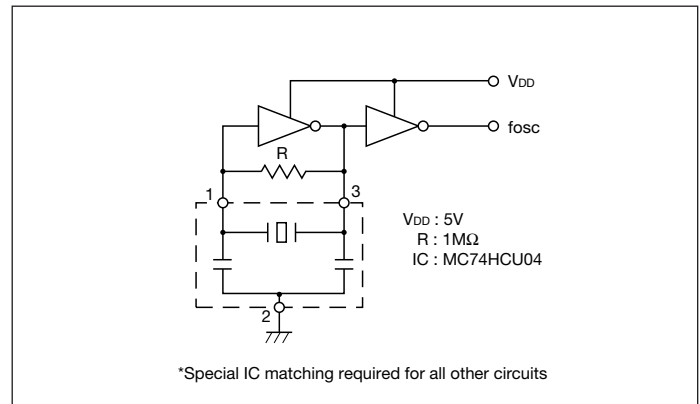 VDD
fosc
R
1
3
VDD : 5V
R : 1MΩ
IC : MC74HCU04
2
*Special IC matching required for all other circuits